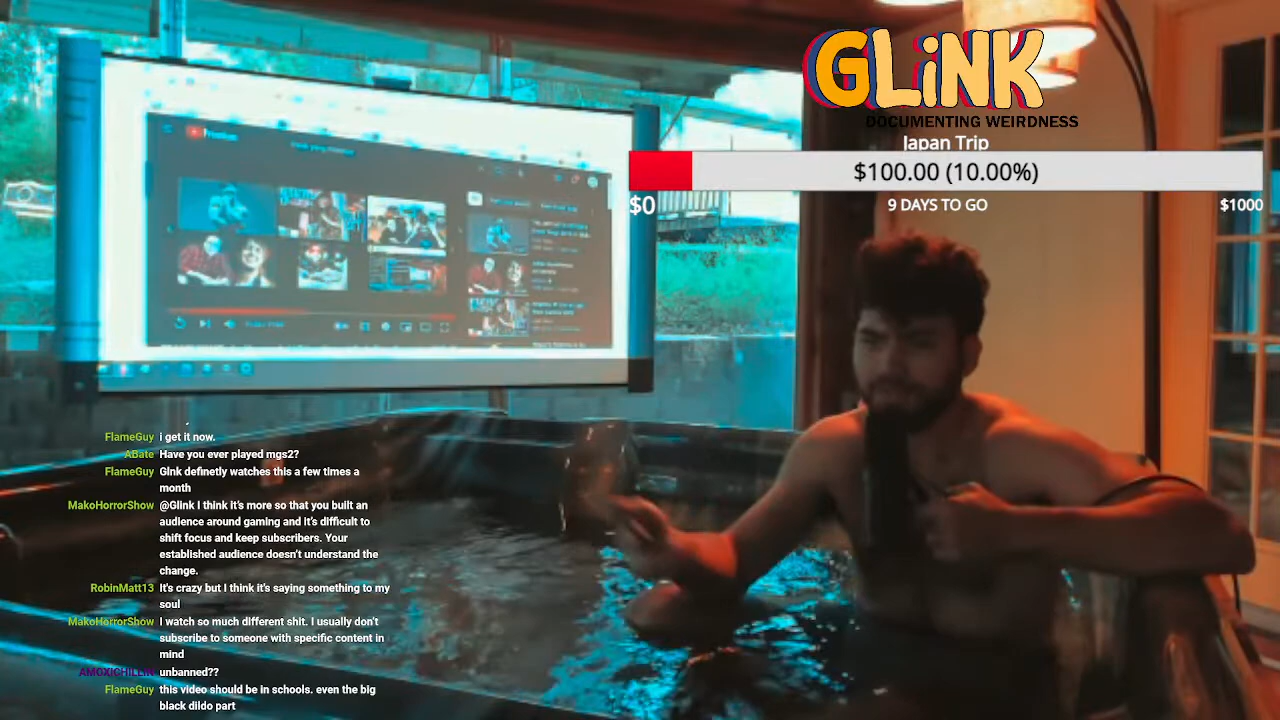 GLiNK
DOCUMENTING WEIRDNESS
Japan Trip
$100.00 (10.00%)
$0
9 DAYS TO GO
$1000
FlameGuy i get it now.
ABate Have you ever played mgs2?
FlameGuy Glnk definetly watches this a few times a
month
MakoHorrorShow @Glink I think it's more so that you built an
audience around gaming and it's difficult to
shift focus and keep subscribers. Your
established audience doesn't understand the
change.
RobinMatt13 It's crazy but I think it's saying something to my
soul
MakoHorrorShow I watch so much different shit. I usually don't
subscribe to someone with specific content in
mind
AMOXICHILLIN unbanned??
FlameGuy this video should be in schools. even the big
black dildo part